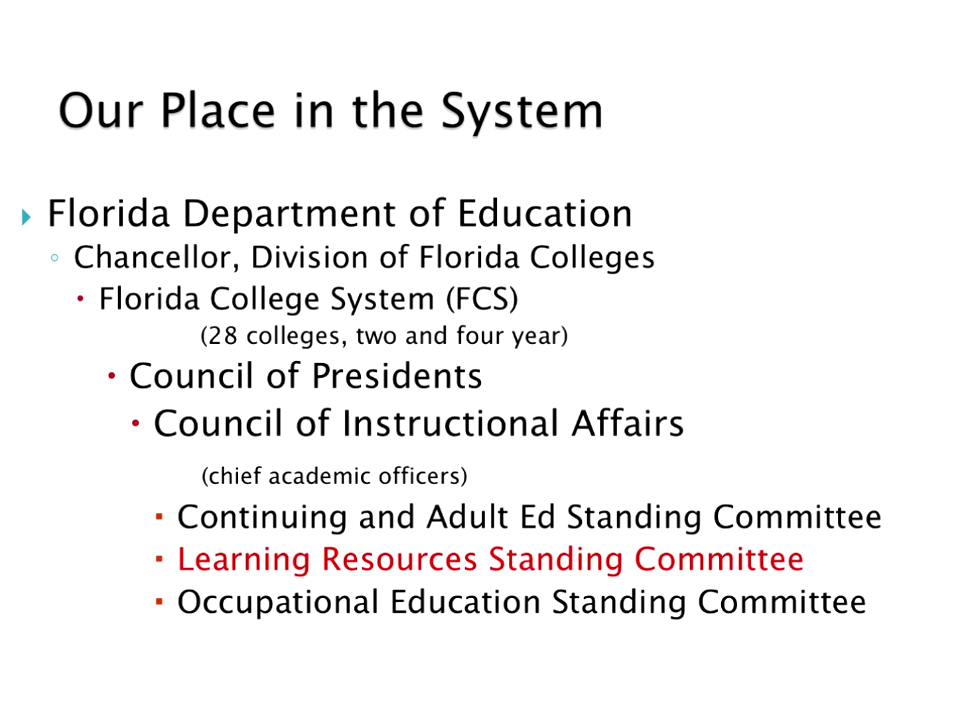 Our Place in the System
Florida Department of Education
Chancellor, Division of Florida Colleges
Florida College System (FCS)
(28 colleges, two and four year)
Council of Presidents
Council of Instructional Affairs
(chief academic officers)
Continuing and Adult Ed Standing Committee
Learning Resources Standing Committee
Occupational Education Standing Committee